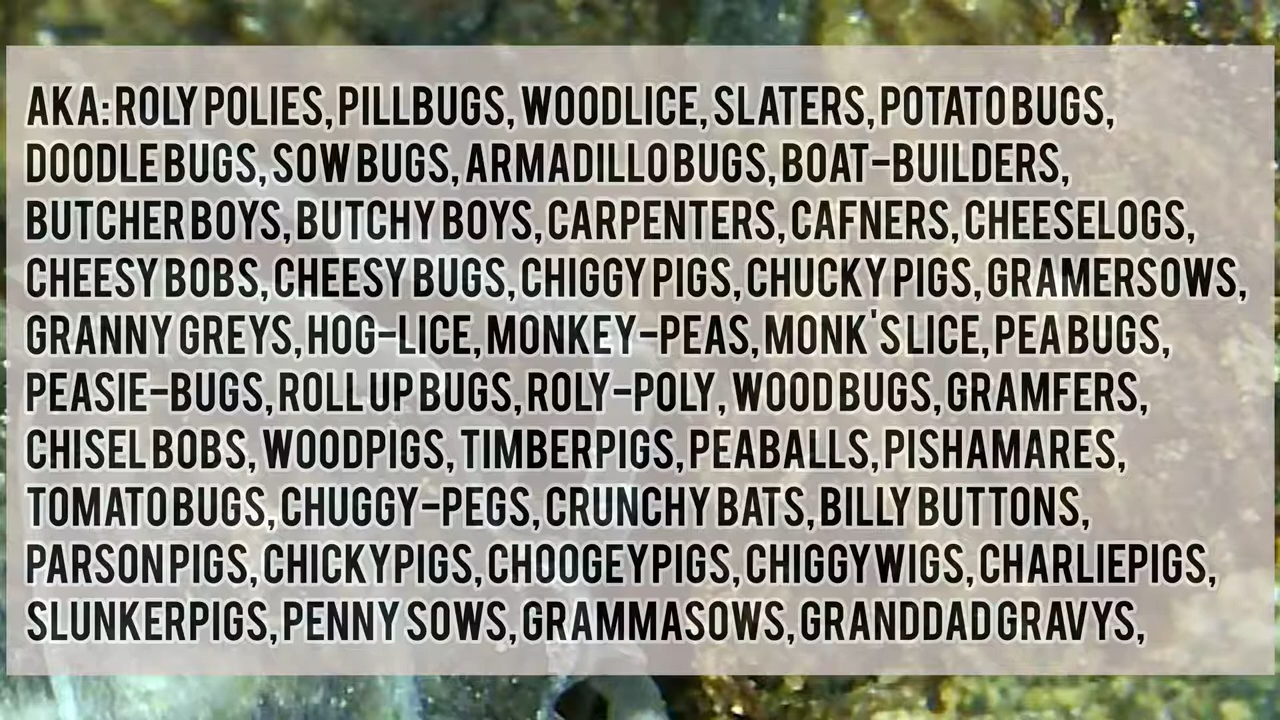 AKA: ROLY POLIES, PILLBUGS, WOODLICE, SLATERS, POTATO BUGS,
DOODLE BUGS, SOW BUGS, ARMADILLO BUGS, BOAT-BUILDERS,
BUTCHER BOYS, BUTCHY BOYS, CARPENTERS, CAFNERS, CHEESELOGS,
CHEESY BOBS, CHEESY BUGS, CHIGGY PIGS, CHUCKY PIGS, GRAMERSOWS,
GRANNY GREYS, HOG-LICE, MONKEY-PEAS, MONK'S LICE, PEA BUGS,
PEASIE-BUGS, ROLL UP BUGS, ROLY-POLY, WOOD BUGS, GRAMFERS,
CHISEL BOBS, WOODPIGS, TIMBERPIGS, PEABALLS, PISHAMARES,
TOMATO BUGS, CHUGGY-PEGS, CRUNCHY BATS, BILLY BUTTONS,
PARSON PIGS, CHICKYPIGS, CHOOGEYPIGS, CHIGGYWIGS, CHARLIEPIGS,
SLUNKERPIGS, PENNY SOWS, GRAMMASOWS, GRANDDAD GRAVYS,